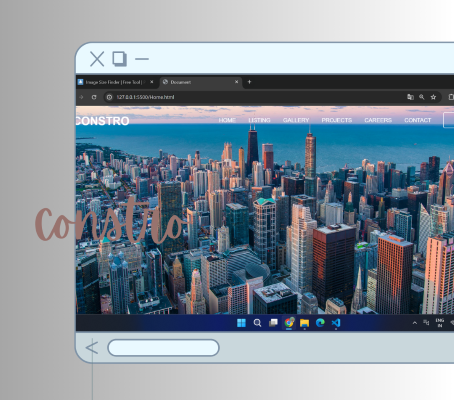 Image Size Finder | Free Tool |
Document
127.0.0.1:5500/Home.html
CONSTRO
HOME LISTING GALLERY PROJECTS CAREERS CONTACT
constro
ENG
IN